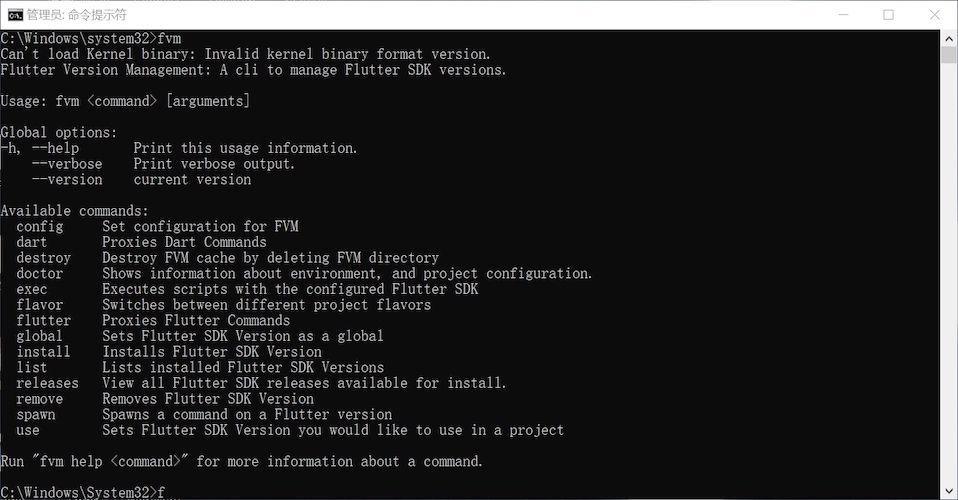 管理员: 命令提示符
C:\Windows\system32>fvm
Can't load Kernel binary: Invalid kernel binary format version.
Flutter Version Management: A cli to manage Flutter SDK versions.
Usage: fvm <command> [arguments]
Global options:
-h, --help       Print this usage information.
    --verbose    Print verbose output.
    --version    current version
Available commands:
  config     Set configuration for FVM
  dart       Proxies Dart Commands
  destroy    Destroy FVM cache by deleting FVM directory
  doctor     Shows information about environment, and project configuration.
  exec       Executes scripts with the configured Flutter SDK
  flavor     Switches between different project flavors
  flutter    Proxies Flutter Commands
  global     Sets Flutter SDK Version as a global
  install    Installs Flutter SDK Version
  list       Lists installed Flutter SDK Versions
  releases   View all Flutter SDK releases available for install.
  remove     Removes Flutter SDK Version
  spawn      Spawns a command on a Flutter version
  use        Sets Flutter SDK Version you would like to use in a project
Run "fvm help <command>" for more information about a command.
C:\Windows\System32>f